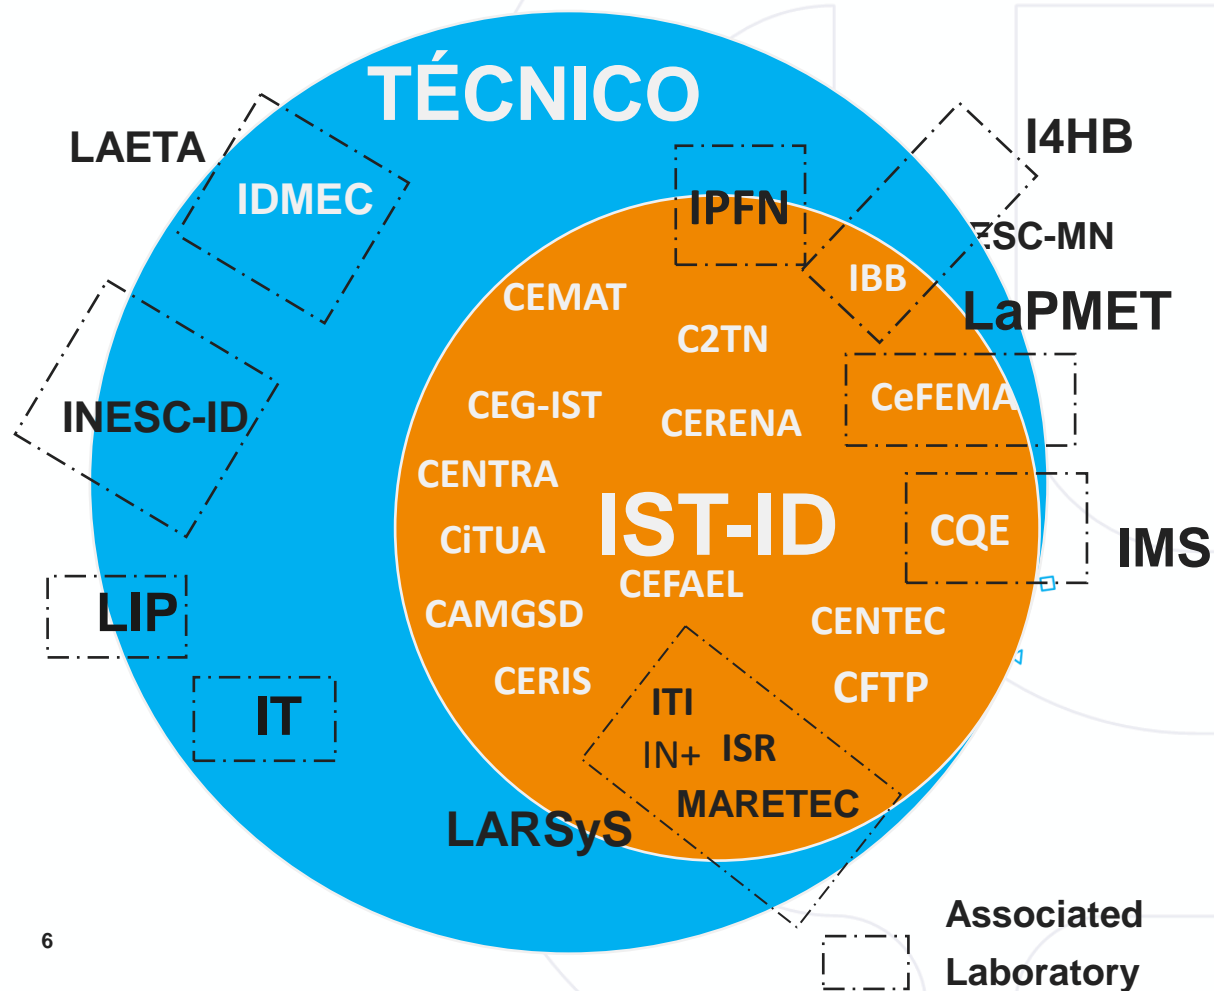 TÉCNICO
LAETA
I4HB
IDMEC
IPFN
ESC-MN
IBB
CEMAT
LaPMET
C2TN
CeFEMA
CEG-IST
INESC-ID
CERENA
CENTRA
IST-ID
CQE
CiTUA
IMS
CEFAEL
LIP
CAMGSD
CENTEC
CERIS
CFTP
ITI
IT
IN+ ISR
MARETEC
LARSyS
Associated
Laboratory
6